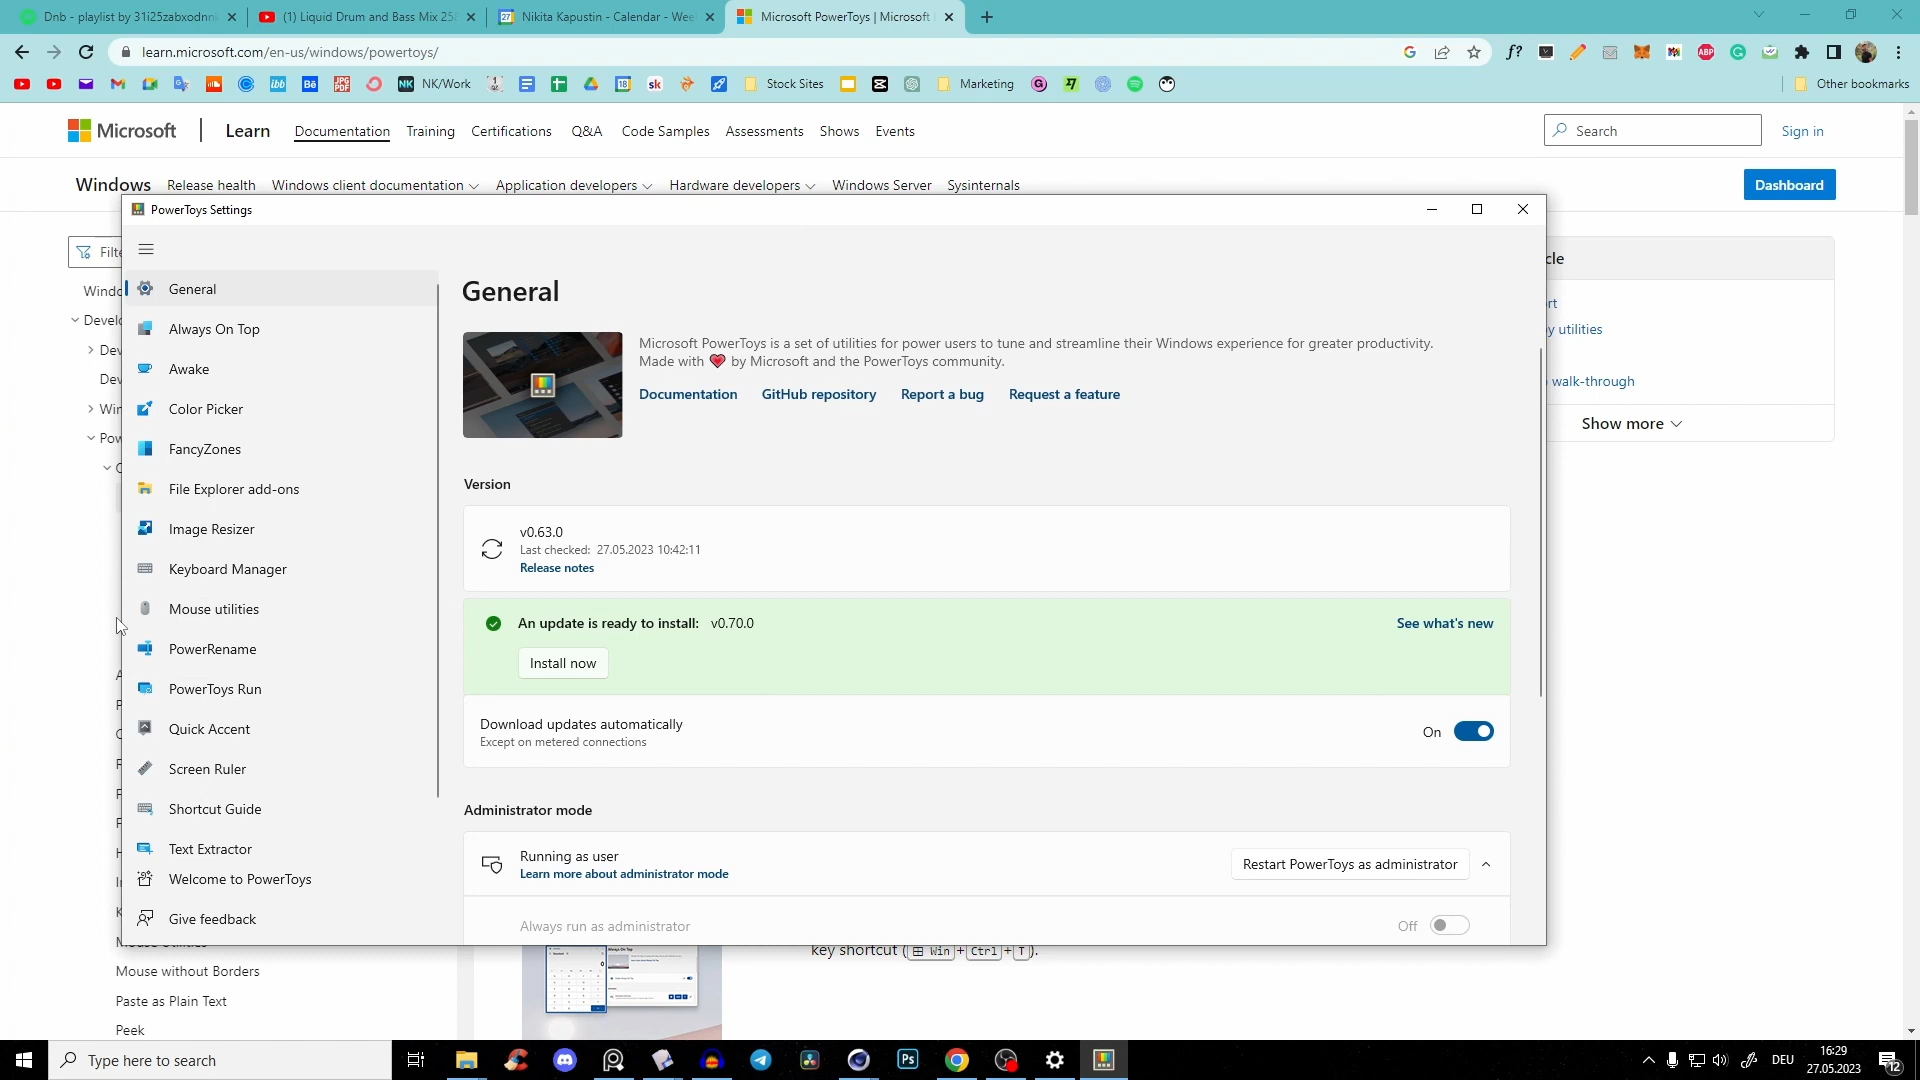 Dnb - playlist by 31i25zabxodnn
(1) Liquid Drum and Bass Mix 25
Nikita Kapustin - Calendar - Wee
Microsoft PowerToys | Microsoft
learn.microsoft.com/en-us/windows/powertoys/
NK/Work
Stock Sites
Marketing
Other bookmarks
Microsoft
Learn
Documentation
Training
Certifications
Q&A
Code Samples
Assessments
Shows
Events
Search
Sign in
Windows
Release health
Windows client documentation
Application developers
Hardware developers
Windows Server
Sysinternals
Dashboard
PowerToys Settings
General
Always On Top
Awake
Color Picker
FancyZones
File Explorer add-ons
Image Resizer
Keyboard Manager
Mouse utilities
PowerRename
PowerToys Run
Quick Accent
Screen Ruler
Shortcut Guide
Text Extractor
Welcome to PowerToys
Give feedback
General
Microsoft PowerToys is a set of utilities for power users to tune and streamline their Windows experience for greater productivity.
Made with ❤ by Microsoft and the PowerToys community.
Documentation
GitHub repository
Report a bug
Request a feature
Version
v0.63.0
Last checked: 27.05.2023 10:42:11
Release notes
An update is ready to install: v0.70.0
See what's new
Install now
Download updates automatically
Except on metered connections
On
Administrator mode
Running as user
Learn more about administrator mode
Restart PowerToys as administrator
Always run as administrator
Off
cle
rt
y utilities
walk-through
Show more
key shortcut (Win+Ctrl+T).
Mouse without Borders
Paste as Plain Text
Peek
Type here to search
DEU
16:29
27.05.2023
12